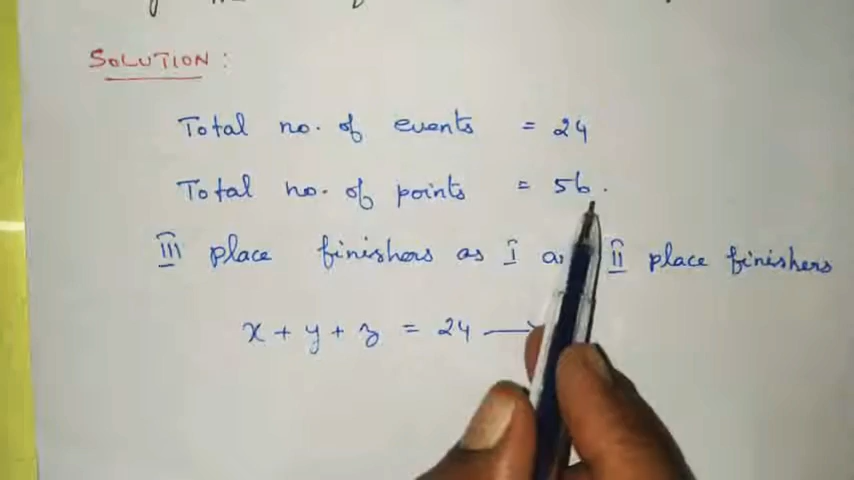 SOLUTION :
Total no. of events = 24
Total no. of points = 56.
III place finishers as I II place finishers
x + y + z = 24 →